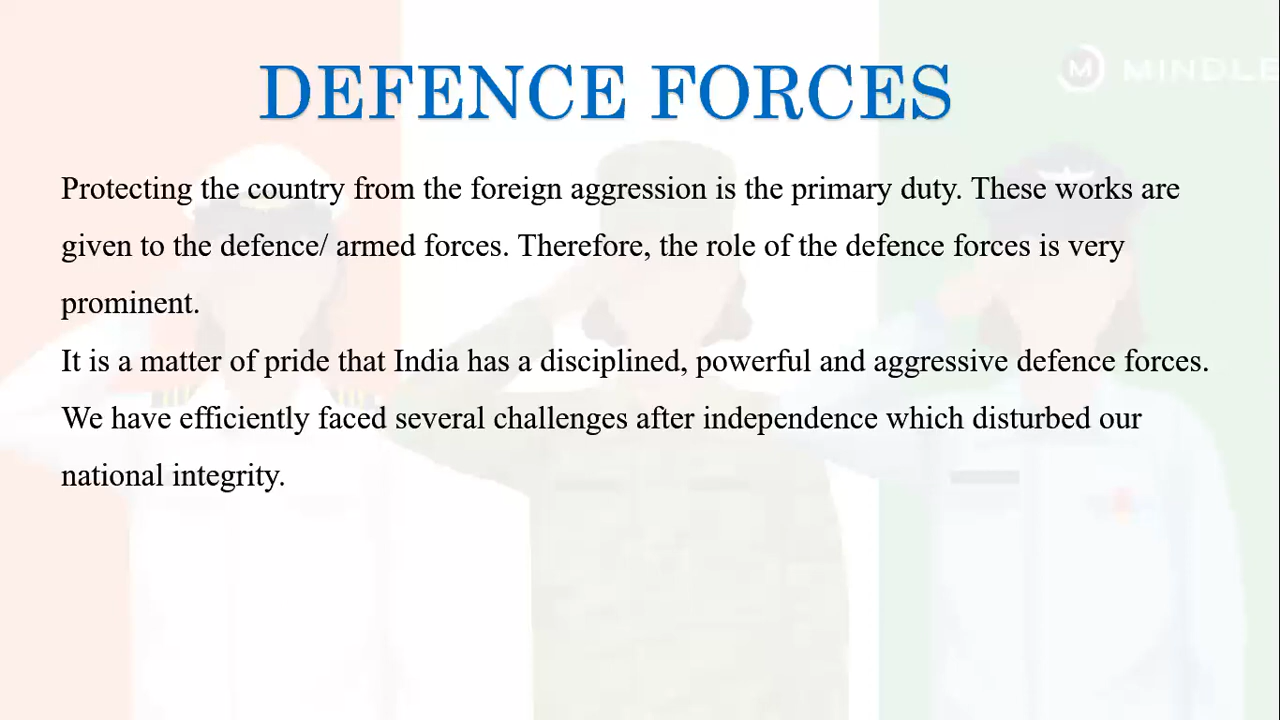 MINDLE
DEFENCE FORCES
Protecting the country from the foreign aggression is the primary duty. These works are
given to the defence/ armed forces. Therefore, the role of the defence forces is very
prominent.
It is a matter of pride that India has a disciplined, powerful and aggressive defence forces.
We have efficiently faced several challenges after independence which disturbed our
national integrity.